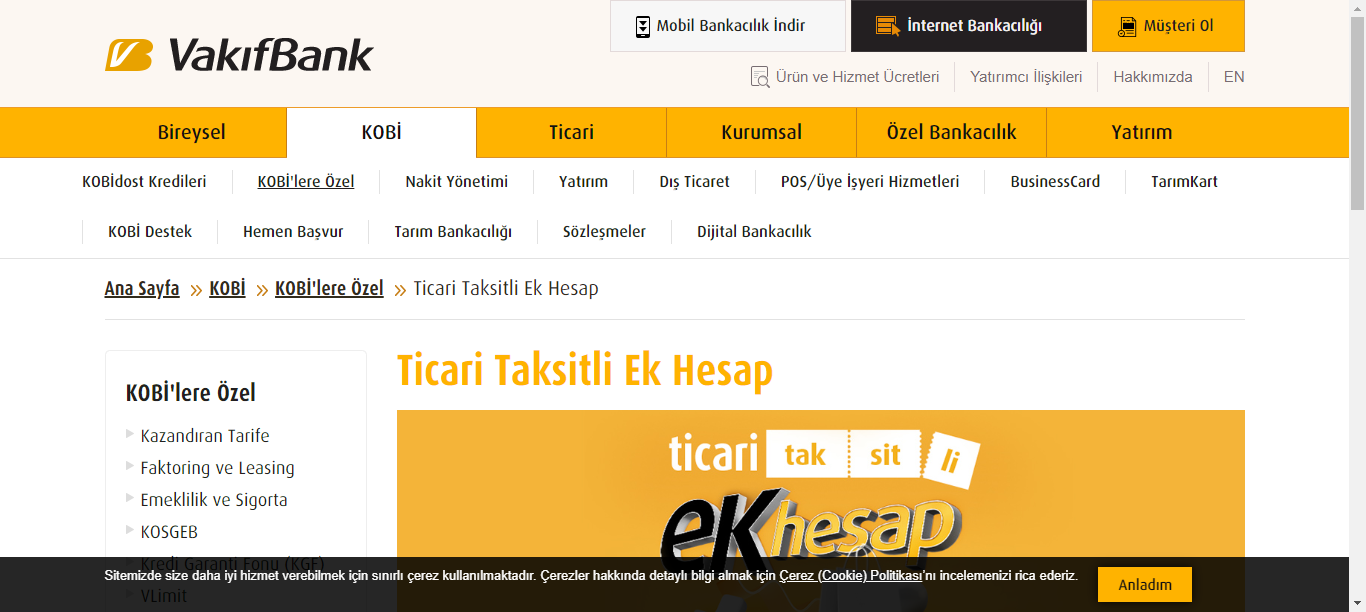 VakıfBank
Mobil Bankacılık İndir
İnternet Bankacılığı
Müşteri Ol
Ürün ve Hizmet Ücretleri
Yatırımcı İlişkileri
Hakkımızda
EN
Bireysel
KOBİ
Ticari
Kurumsal
Özel Bankacılık
Yatırım
KOBİdost Kredileri
KOBİ'lere Özel
Nakit Yönetimi
Yatırım
Dış Ticaret
POS/Üye İşyeri Hizmetleri
BusinessCard
TarımKart
KOBİ Destek
Hemen Başvur
Tarım Bankacılığı
Sözleşmeler
Dijital Bankacılık
Ana Sayfa » KOBİ » KOBİ'lere Özel » Ticari Taksitli Ek Hesap
KOBİ'lere Özel
Kazandıran Tarife
Faktoring ve Leasing
Emeklilik ve Sigorta
KOSGEB
Kredi Garanti Fonu (KGF)
VLimit
Ticari Taksitli Ek Hesap
ticari tak sit li
ek hesap
Sitemizde size daha iyi hizmet verebilmek için sınırlı çerez kullanılmaktadır. Çerezler hakkında detaylı bilgi almak için Çerez (Cookie) Politikası'nı incelemenizi rica ederiz.
Anladım